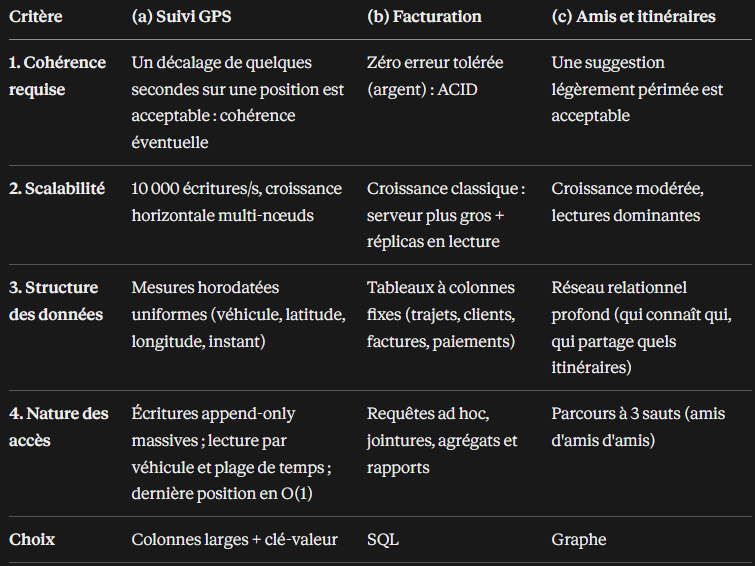 Critère (a) Suivi GPS (b) Facturation (c) Amis et itinéraires
1. Cohérence requise
Un décalage de quelques
secondes sur une position est
acceptable : cohérence
éventuelle
Zéro erreur tolérée
(argent) : ACID
Une suggestion
légèrement périmée est
acceptable
2. Scalabilité
10 000 écritures/s, croissance
horizontale multi-nœuds
Croissance classique :
serveur plus gros +
réplicas en lecture
Croissance modérée,
lectures dominantes
3. Structure
des données
Mesures horodatées
uniformes (véhicule, latitude,
longitude, instant)
Tableaux à colonnes
fixes (trajets, clients,
factures, paiements)
Réseau relationnel
profond (qui connaît qui,
qui partage quels
itinéraires)
4. Nature des
accès
Écritures append-only
massives ; lecture par
véhicule et plage de temps ;
dernière position en O(1)
Requêtes ad hoc,
jointures, agrégats et
rapports
Parcours à 3 sauts (amis
d'amis d'amis)
Choix
Colonnes larges + clé-valeur
SQL
Graphe